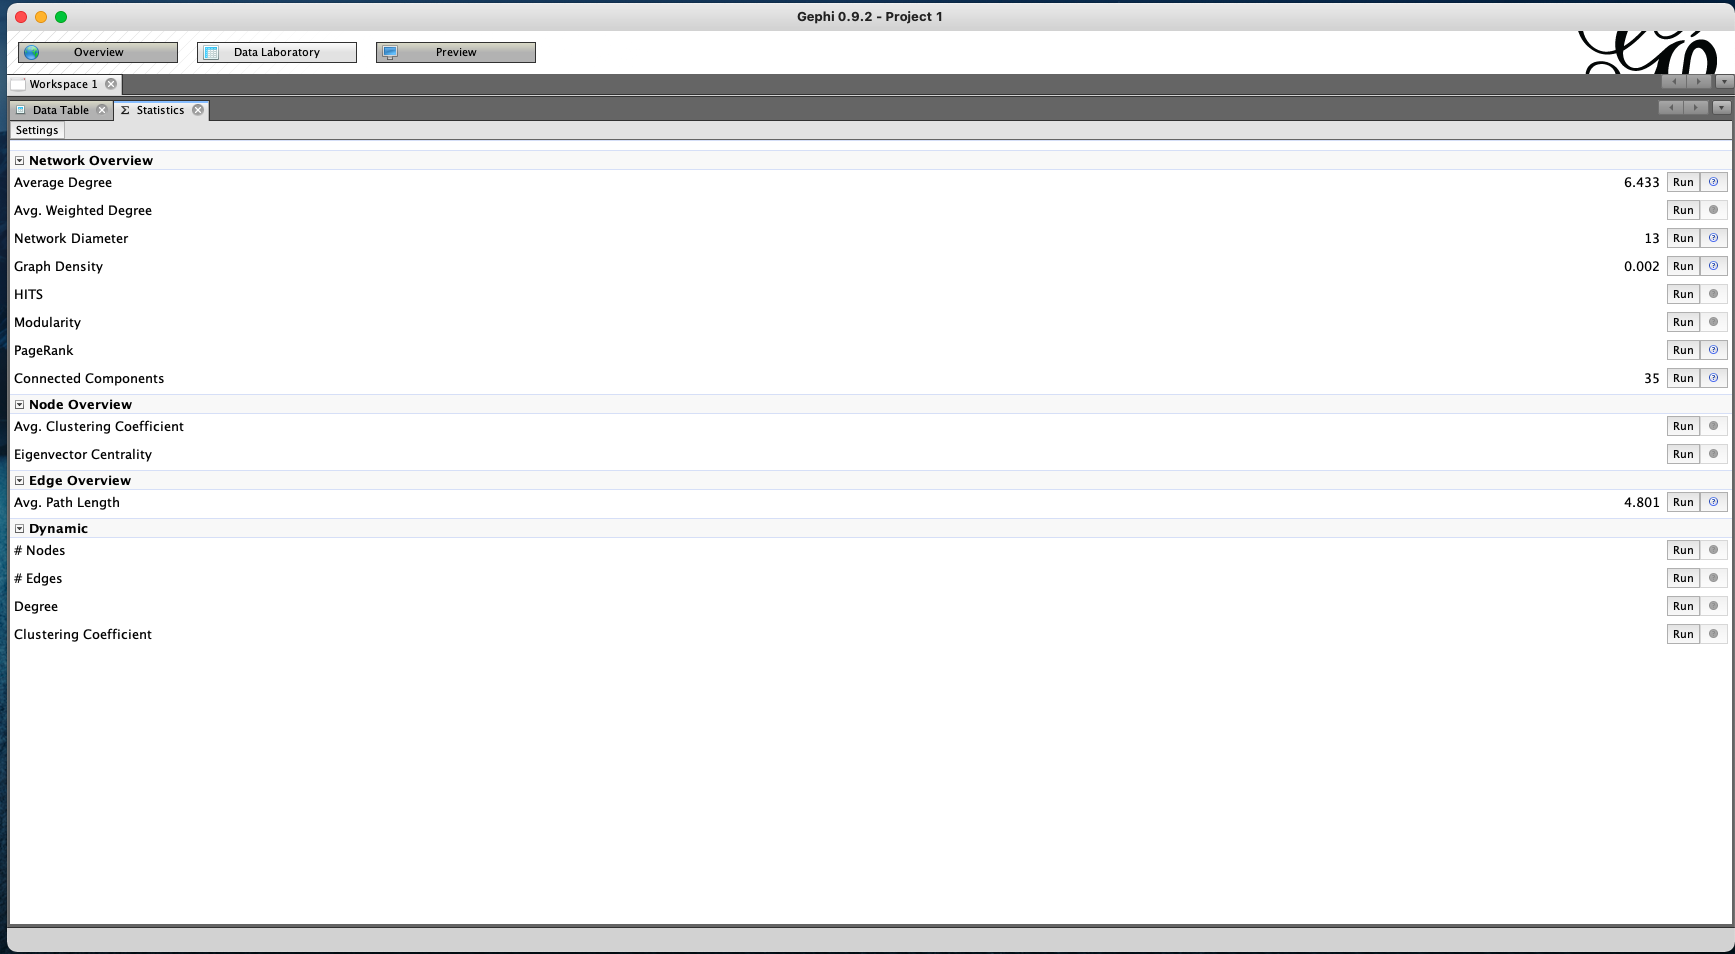 Gephi 0.9.2 - Project 1
Overview Data Laboratory Preview
Workspace 1
Data Table Σ Statistics
Settings
Network Overview
Average Degree 6.433 Run
Avg. Weighted Degree Run
Network Diameter 13 Run
Graph Density 0.002 Run
HITS Run
Modularity Run
PageRank Run
Connected Components 35 Run
Node Overview
Avg. Clustering Coefficient Run
Eigenvector Centrality Run
Edge Overview
Avg. Path Length 4.801 Run
Dynamic
# Nodes Run
# Edges Run
Degree Run
Clustering Coefficient Run